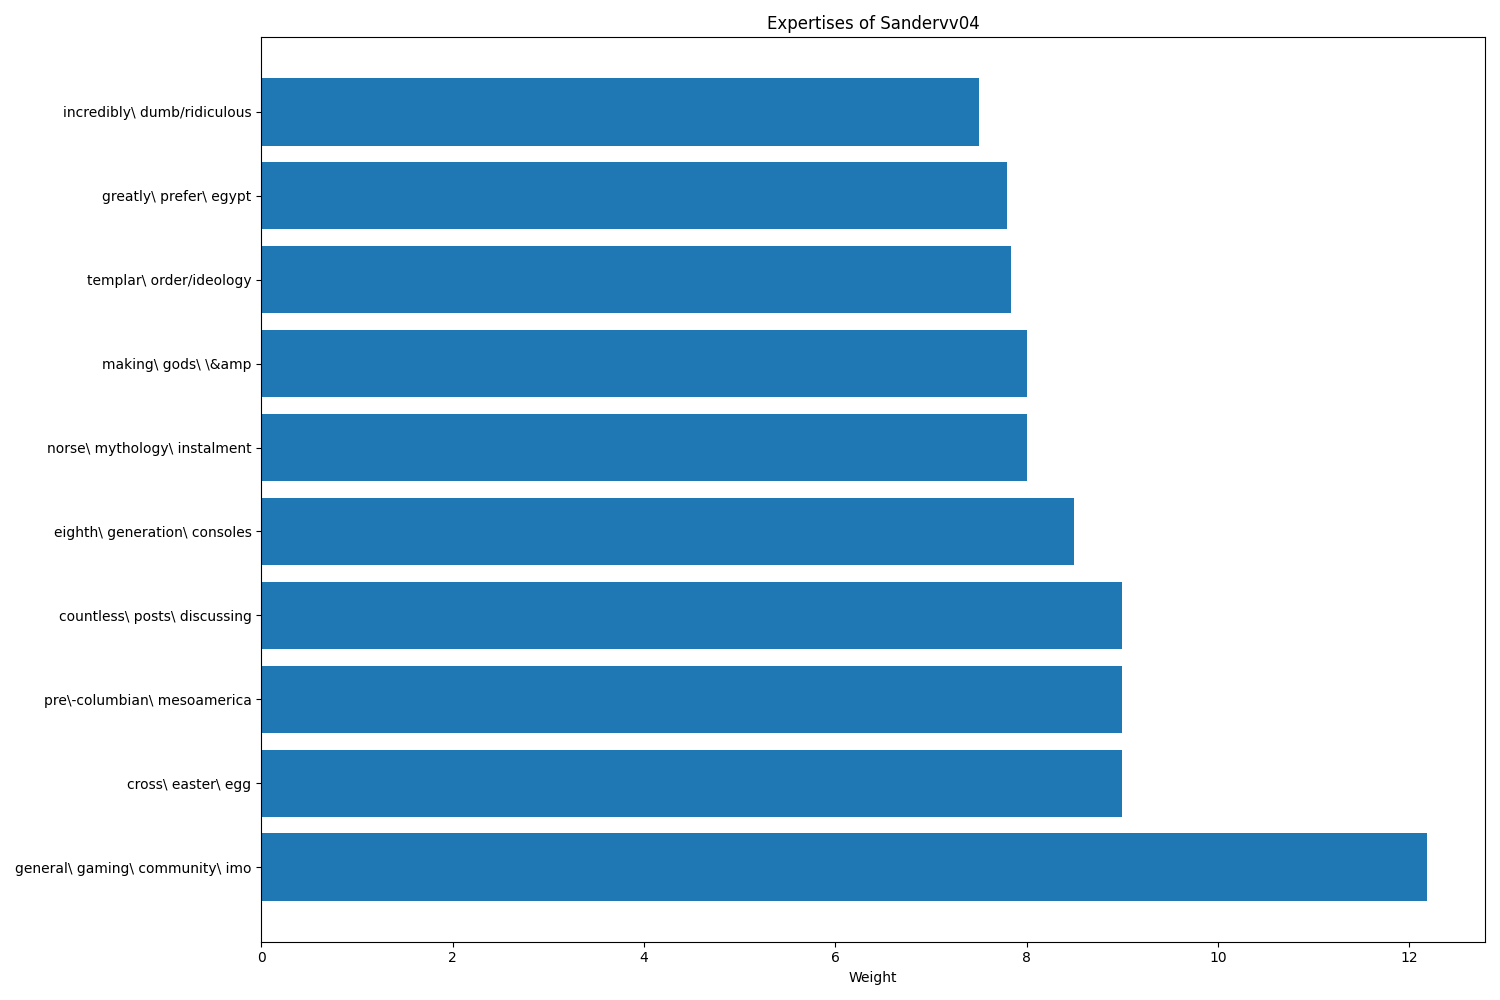 Expertises of Sandervv04
incredibly\ dumb/ridiculous
greatly\ prefer\ egypt
templar\ order/ideology
making\ gods\ \&amp
norse\ mythology\ instalment
eighth\ generation\ consoles
countless\ posts\ discussing
pre\-columbian\ mesoamerica
cross\ easter\ egg
general\ gaming\ community\ imo
0 2 4 6 8 10 12
Weight